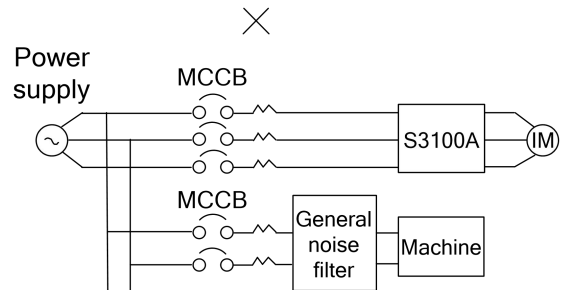 Power
supply
MCCB
S3100A
IM
MCCB
General
noise
filter
Machine